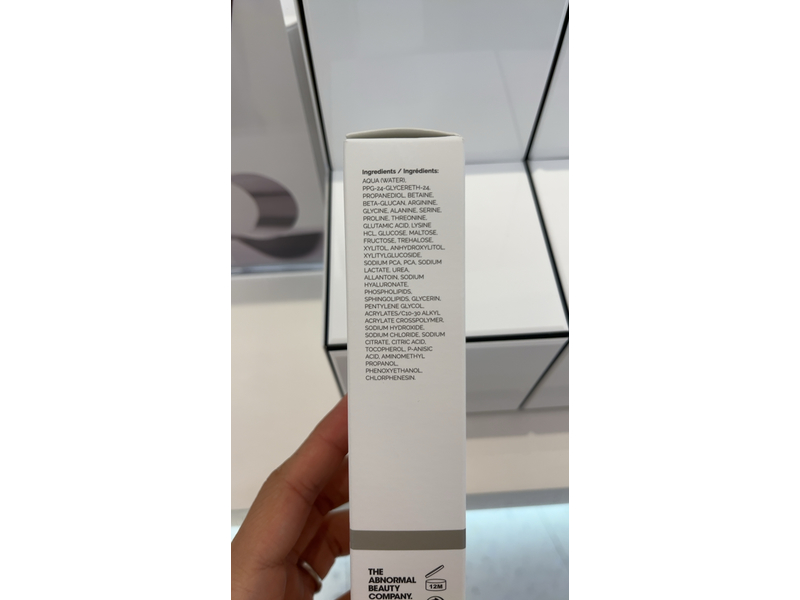 Ingredients / Ingrédients:
AQUA (WATER),
PPG-24-GLYCERETH-24,
PROPANEDIOL, BETAINE,
BETA-GLUCAN, ARGININE,
GLYCINE, ALANINE, SERINE,
PROLINE, THREONINE,
GLUTAMIC ACID, LYSINE
HCL, GLUCOSE, MALTOSE,
FRUCTOSE, TREHALOSE,
XYLITOL, ANHYDROXYLITOL,
XYLITYLGLUCOSIDE,
SODIUM PCA, PCA, SODIUM
LACTATE, UREA,
ALLANTOIN, SODIUM
HYALURONATE,
PHOSPHOLIPIDS,
SPHINGOLIPIDS, GLYCERIN,
PENTYLENE GLYCOL,
ACRYLATES/C10-30 ALKYL
ACRYLATE CROSSPOLYMER,
SODIUM HYDROXIDE,
SODIUM CHLORIDE, SODIUM
CITRATE, CITRIC ACID,
TOCOPHEROL, P-ANISIC
ACID, AMINOMETHYL
PROPANOL,
PHENOXYETHANOL,
CHLORPHENESIN.
THE
ABNORMAL
BEAUTY
COMPANY.
12M